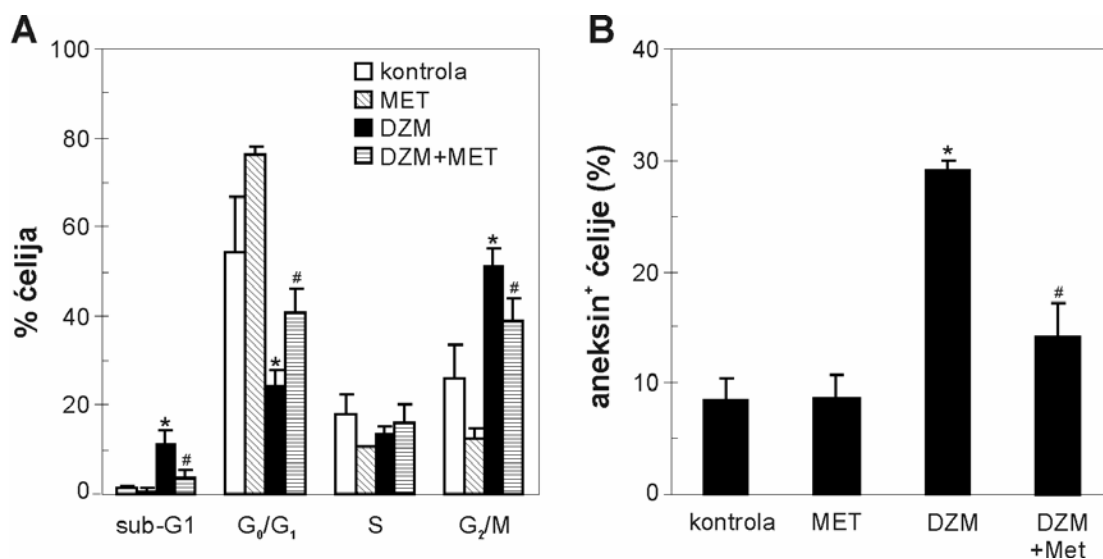 A
% ćelija
100
80
60
40
20
0
kontrola
MET
DZM
DZM+MET
*
#
*
#
*
#
sub-G1
G₀/G₁
S
G₂/M
B
aneksin⁺ ćelije (%)
40
30
20
10
0
*
#
kontrola
MET
DZM
DZM
+Met